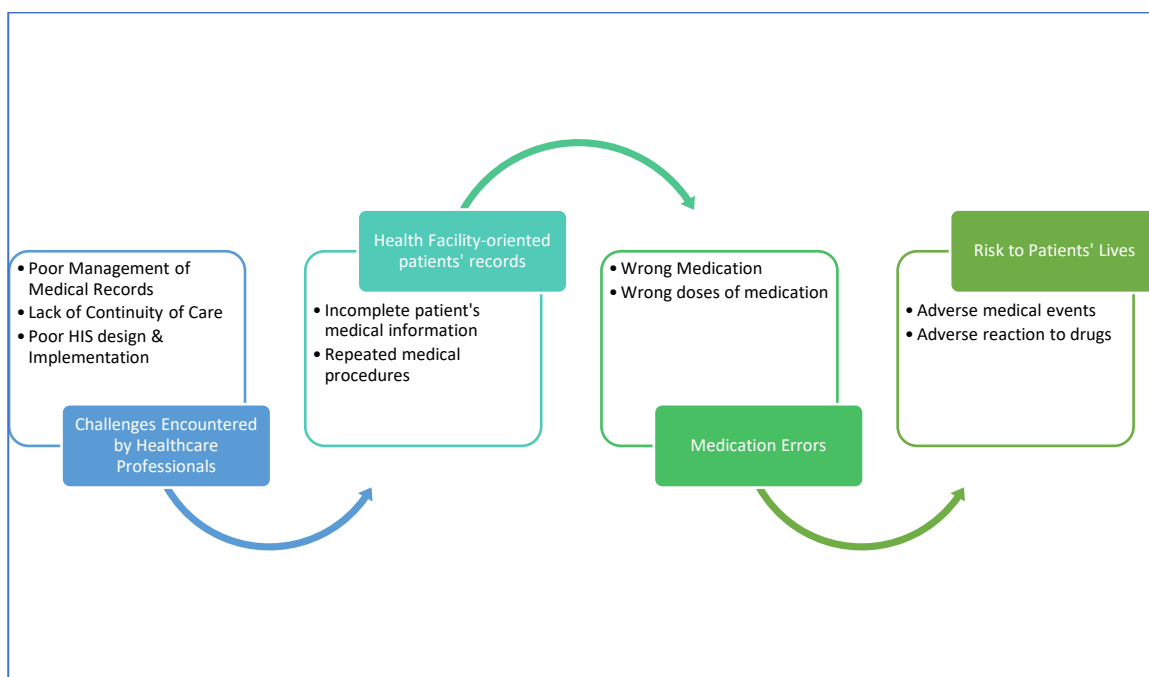 • Poor Management of
Medical Records
• Lack of Continuity of Care
• Poor HIS design &
Implementation
Challenges Encountered
by Healthcare
Professionals
Health Facility-oriented
patients' records
• Incomplete patient's
medical information
• Repeated medical
procedures
• Wrong Medication
• Wrong doses of medication
Medication Errors
Risk to Patients' Lives
• Adverse medical events
• Adverse reaction to drugs